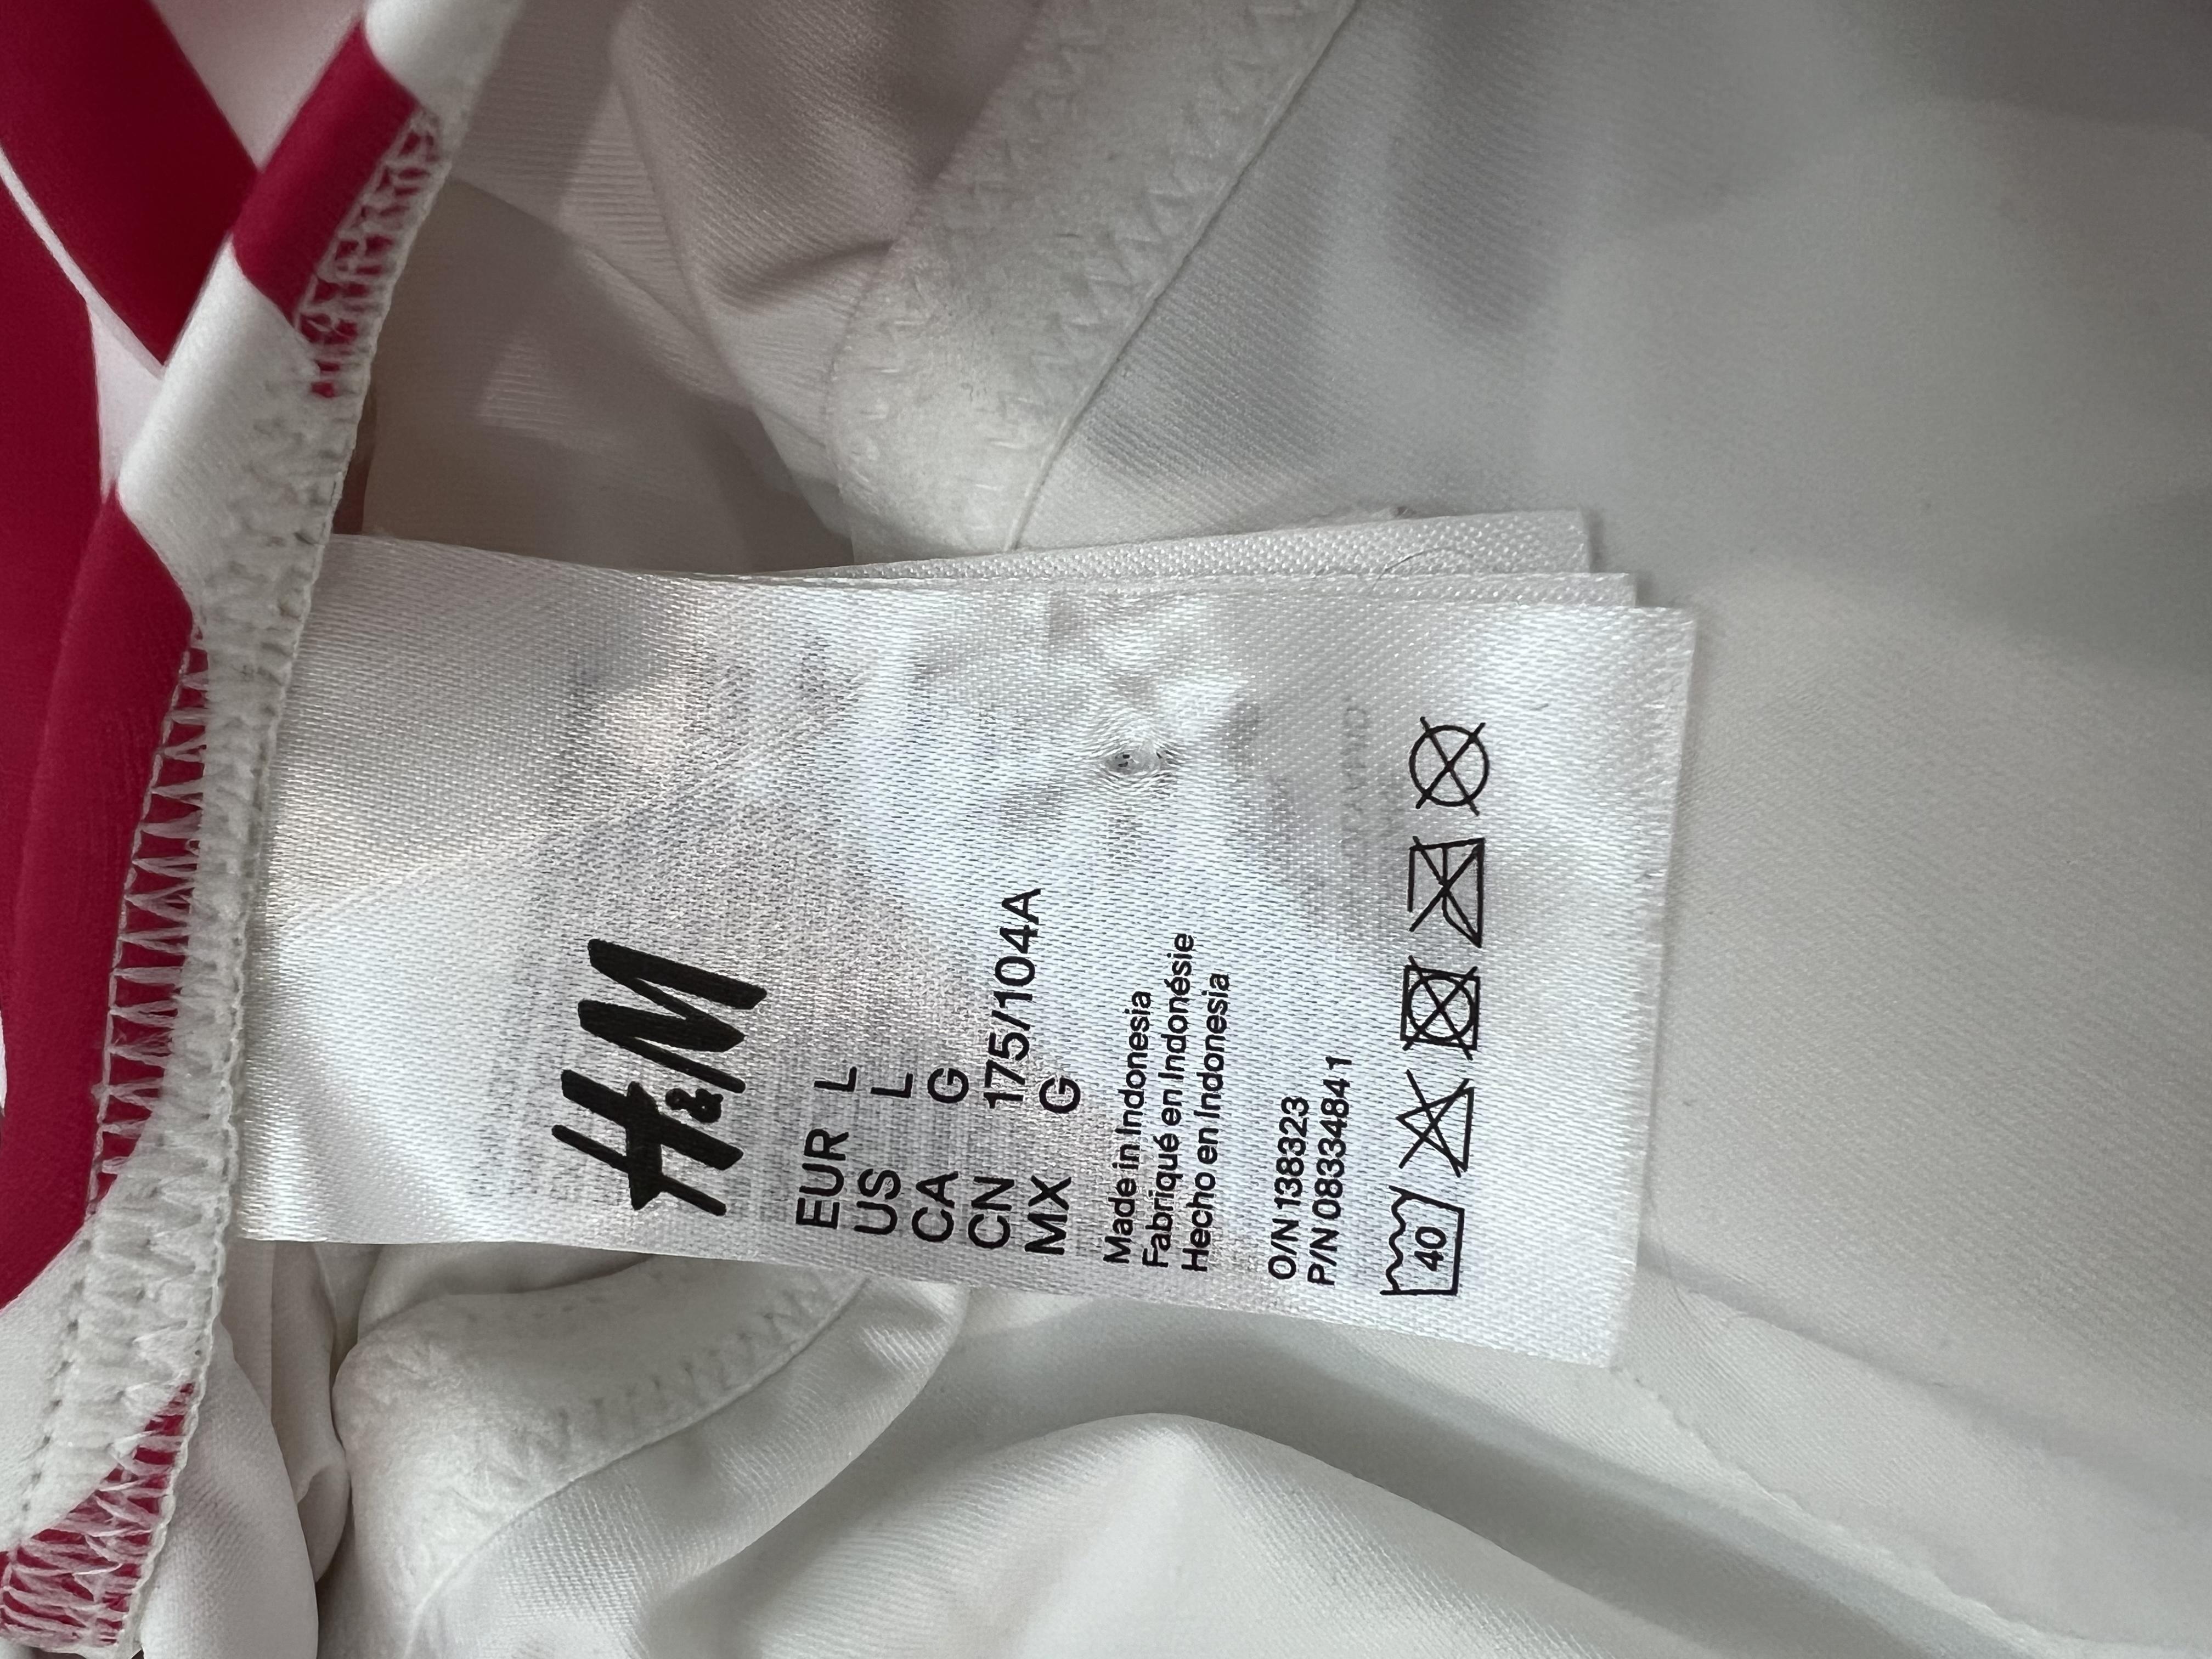 H&M
EUR L
US L
CA G
CN 175/104A
MX G
Made in Indonesia
Fabriqué en Indonésie
Hecho en Indonesia
O/N 138323
P/N 08334841
40